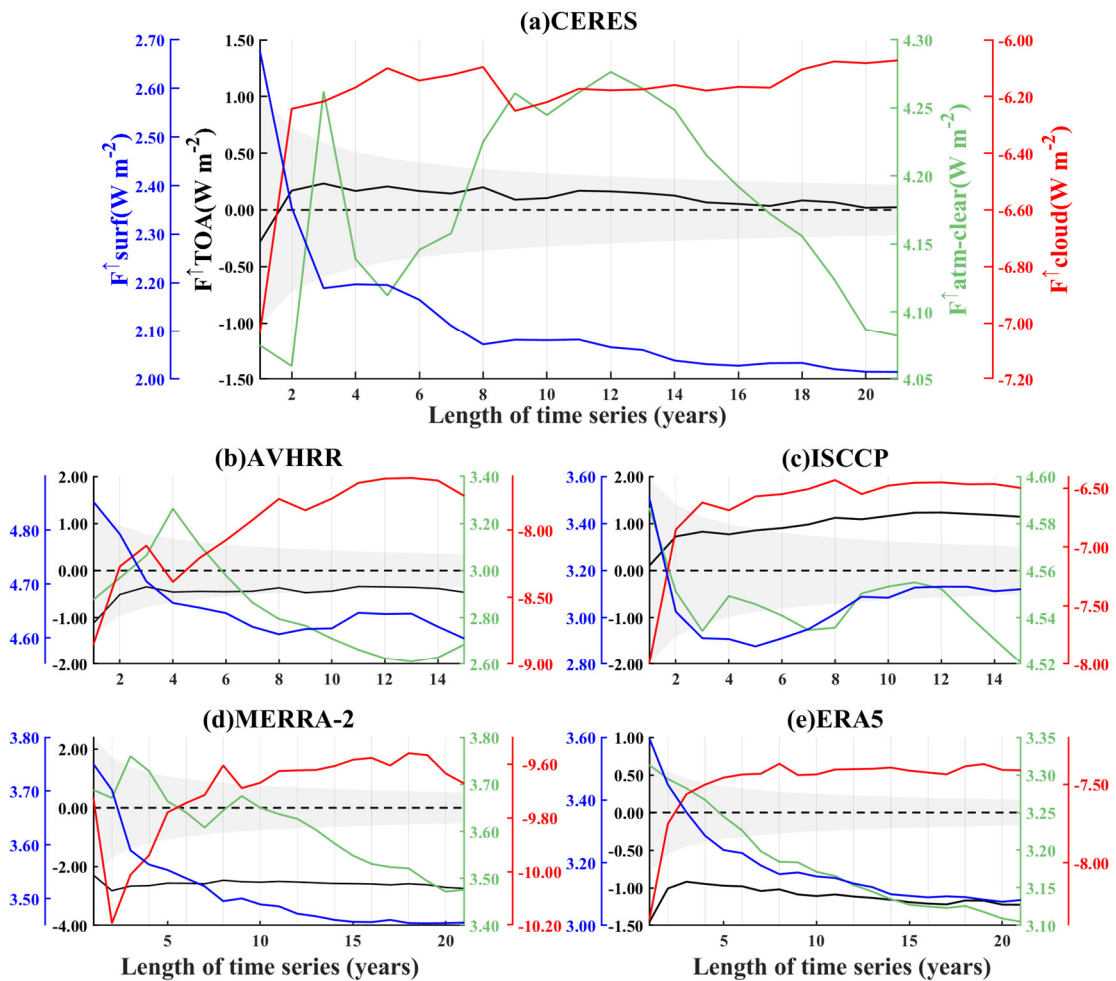 (a)CERES
2.70 1.50 4.30 -6.00
2.60 1.00 4.25 -6.20
2.50 0.50 4.20 -6.40
2.40 0.00 4.15 -6.60
2.30 -0.50 4.10 -6.80
2.20 -1.00 4.05 -7.00
2.10 -1.50 -7.20
2.00
F↑surf(W m-2)
F↑TOA(W m-2)
F↑atm-clear(W m-2)
F↑cloud(W m-2)
2 4 6 8 10 12 14 16 18 20
Length of time series (years)
(b)AVHRR
4.80 2.00 3.40 -8.00
4.70 1.00 3.20 -8.50
4.60 0.00 3.00 -9.00
-1.00 2.80
-2.00 2.60
2 4 6 8 10 12 14
(c)ISCCP
3.60 2.00 4.60 -6.50
3.40 1.00 4.58 -7.00
3.20 0.00 4.56 -7.50
3.00 -1.00 4.54 -8.00
2.80 -2.00 4.52
2 4 6 8 10 12 14
(d)MERRA-2
3.80 2.00 3.80 -9.60
3.70 0.00 3.70 -9.80
3.60 -2.00 3.60 -10.00
3.50 -4.00 3.50 -10.20
3.40
5 10 15 20
Length of time series (years)
(e)ERA5
3.60 1.00 3.35 -7.50
3.40 0.50 3.30 -8.00
3.20 0.00 3.25
3.00 -0.50 3.20
-1.00 3.15
-1.50 3.10
5 10 15 20
Length of time series (years)